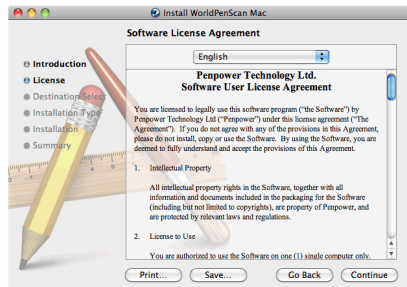 Install WorldPenScan Mac
Software License Agreement
Introduction
License
Destination Select
Installation Type
Installation
Summary
English
Penpower Technology Ltd.
Software User License Agreement
You are licensed to legally use this software program ("the Software") by
Penpower Technology Ltd ("Penpower") under this license agreement ("The
Agreement"). If you do not agree with any of the provisions in this Agreement,
please do not install, copy or use the Software. By using the Software, you are
deemed to fully understand and accept the provisions of this Agreement.
1. Intellectual Property
All intellectual property rights in the Software, together with all
information and documents included in the packaging for the Software
(including but not limited to copyrights), are property of Penpower, and
are protected by relevant laws and regulations.
2. License to Use
You are authorized to use the Software on one (1) single computer only.
Print...
Save...
Go Back
Continue